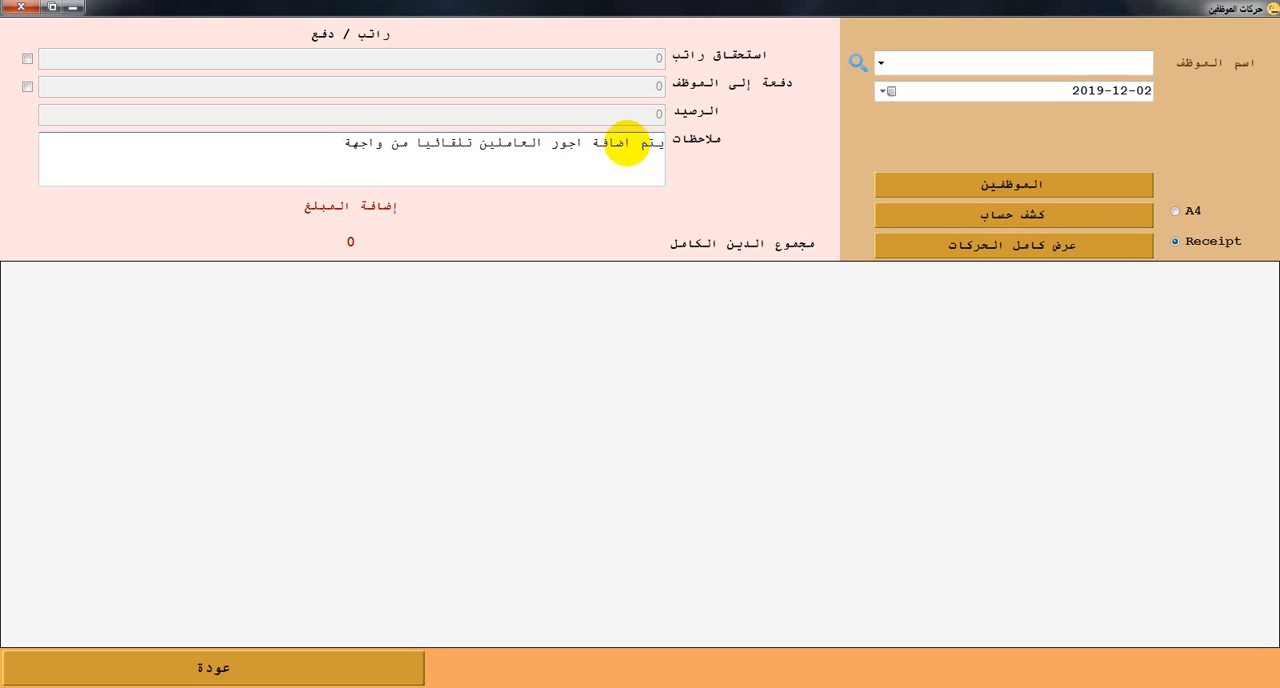 حركات الموظفين
اسم الموظف
2019-12-02
الموظفين
كشف حساب
عرض كامل الحركات
A4
Receipt
راتب / دفع
استحقاق راتب
0
دفعة إلى الموظف
0
الرصيد
0
ملاحظات
يتم اضافة اجور العاملين تلقائيا من واجهة
إضافة المبلغ
مجموع الدين الكامل
0
عودة